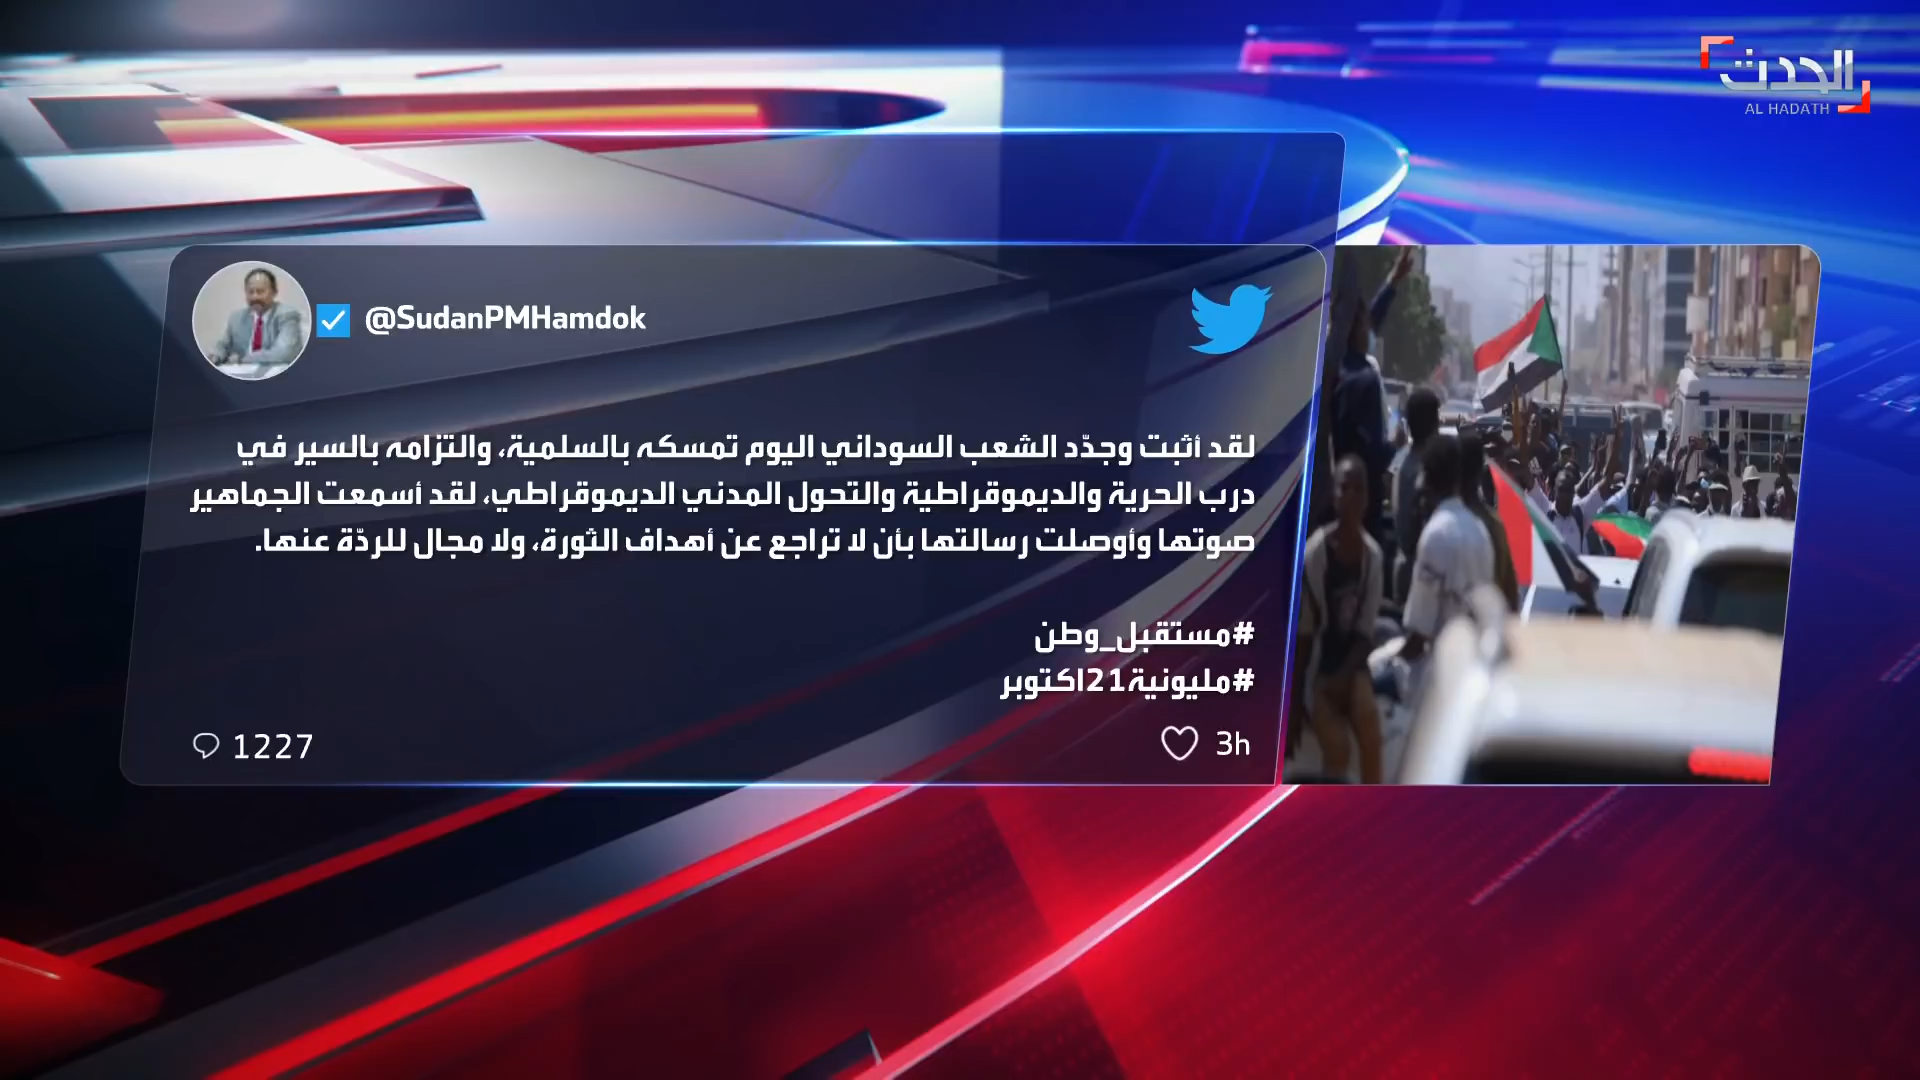 الحدث
AL HADATH
@SudanPMHamdok
لقد أثبت وجدّد الشعب السوداني اليوم تمسكه بالسلمية، والتزامه بالسير في
درب الحرية والديموقراطية والتحول المدني الديموقراطي، لقد أسمعت الجماهير
صوتها وأوصلت رسالتها بأن لا تراجع عن أهداف الثورة، ولا مجال للردّة عنها.
#مستقبل_وطن
#مليونية21اكتوبر
1227
3h